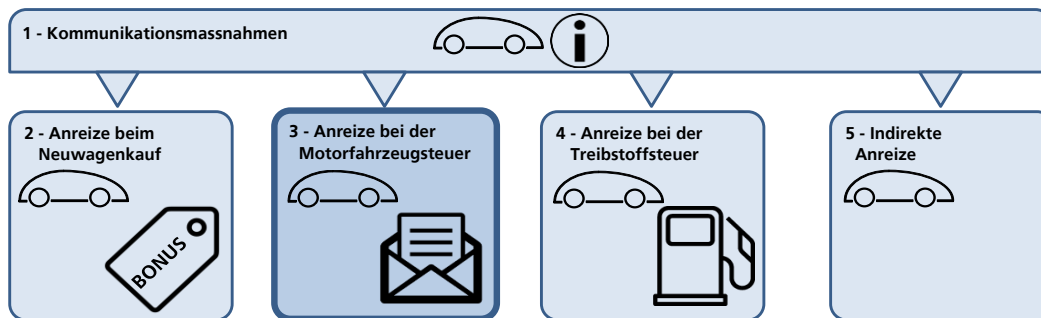 1 - Kommunikationsmassnahmen
i
2 - Anreize beim
Neuwagenkauf
BONUS
3 - Anreize bei der
Motorfahrzeugsteuer
4 - Anreize bei der
Treibstoffsteuer
5 - Indirekte
Anreize